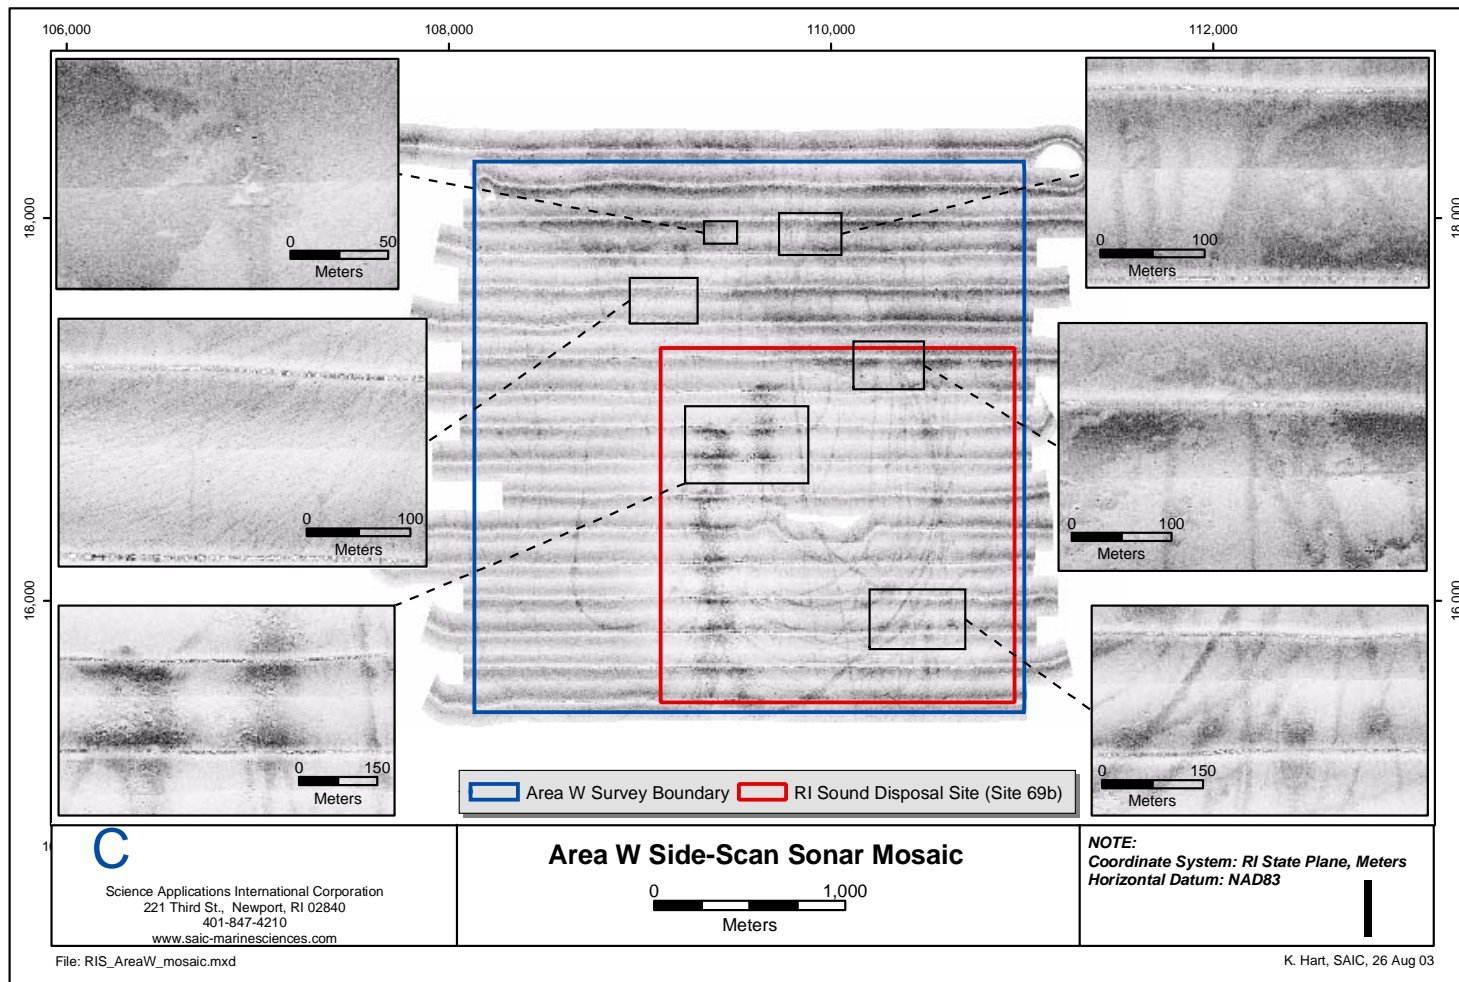 106,000 108,000 110,000 112,000
18,000 18,000
0 50
Meters
0 100
Meters
0 100
Meters
0 100
Meters
16,000 16,000
0 150
Meters
0 150
Meters
Area W Survey Boundary RI Sound Disposal Site (Site 69b)
C
Science Applications International Corporation
221 Third St., Newport, RI 02840
401-847-4210
www.saic-marinesciences.com
Area W Side-Scan Sonar Mosaic
0 1,000
Meters
NOTE:
Coordinate System: RI State Plane, Meters
Horizontal Datum: NAD83
File: RIS_AreaW_mosaic.mxd
K. Hart, SAIC, 26 Aug 03